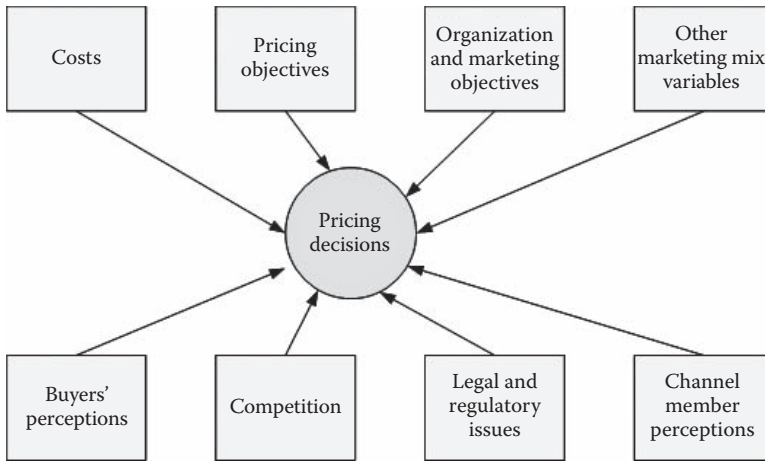 Costs
Pricing
objectives
Organization
and marketing
objectives
Other
marketing mix
variables
Pricing
decisions
Buyers’
perceptions
Competition
Legal and
regulatory
issues
Channel
member
perceptions